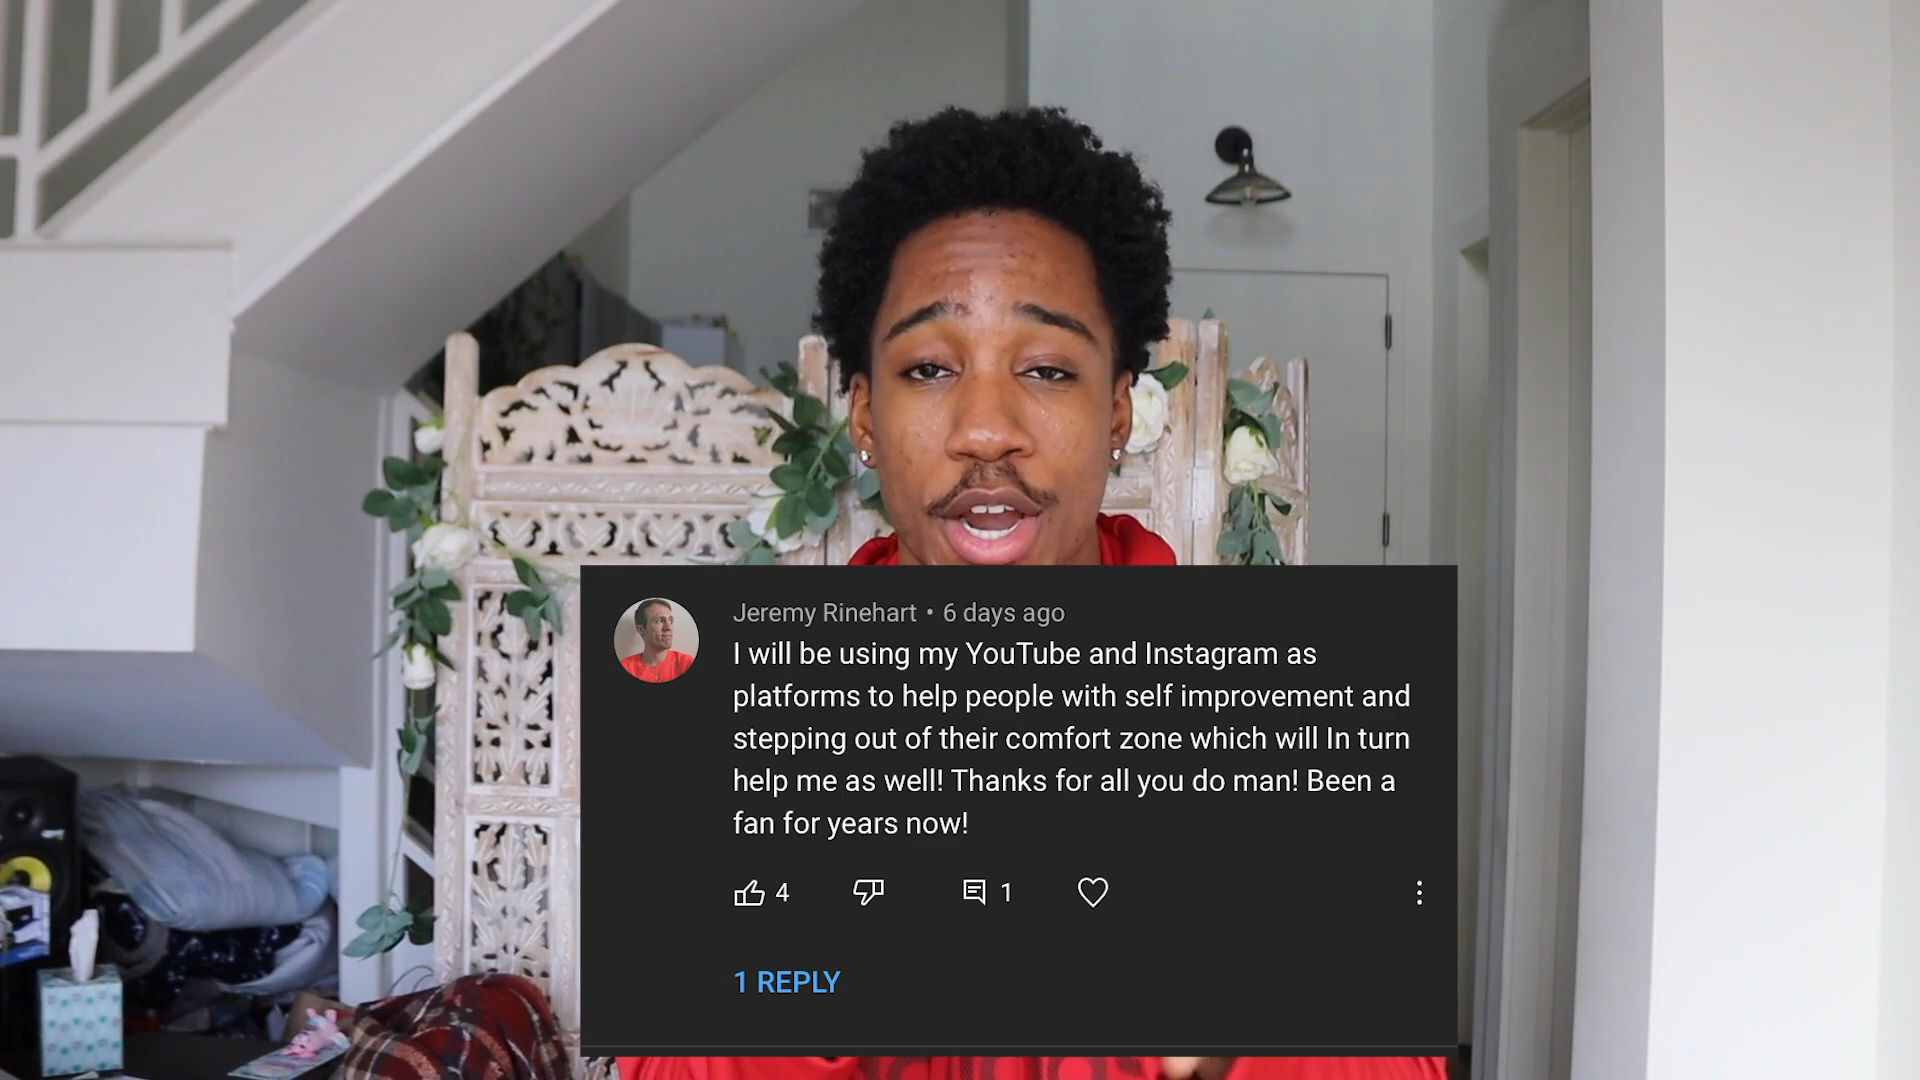 Jeremy Rinehart • 6 days ago
I will be using my YouTube and Instagram as
platforms to help people with self improvement and
stepping out of their comfort zone which will In turn
help me as well! Thanks for all you do man! Been a
fan for years now!
4 1
1 REPLY